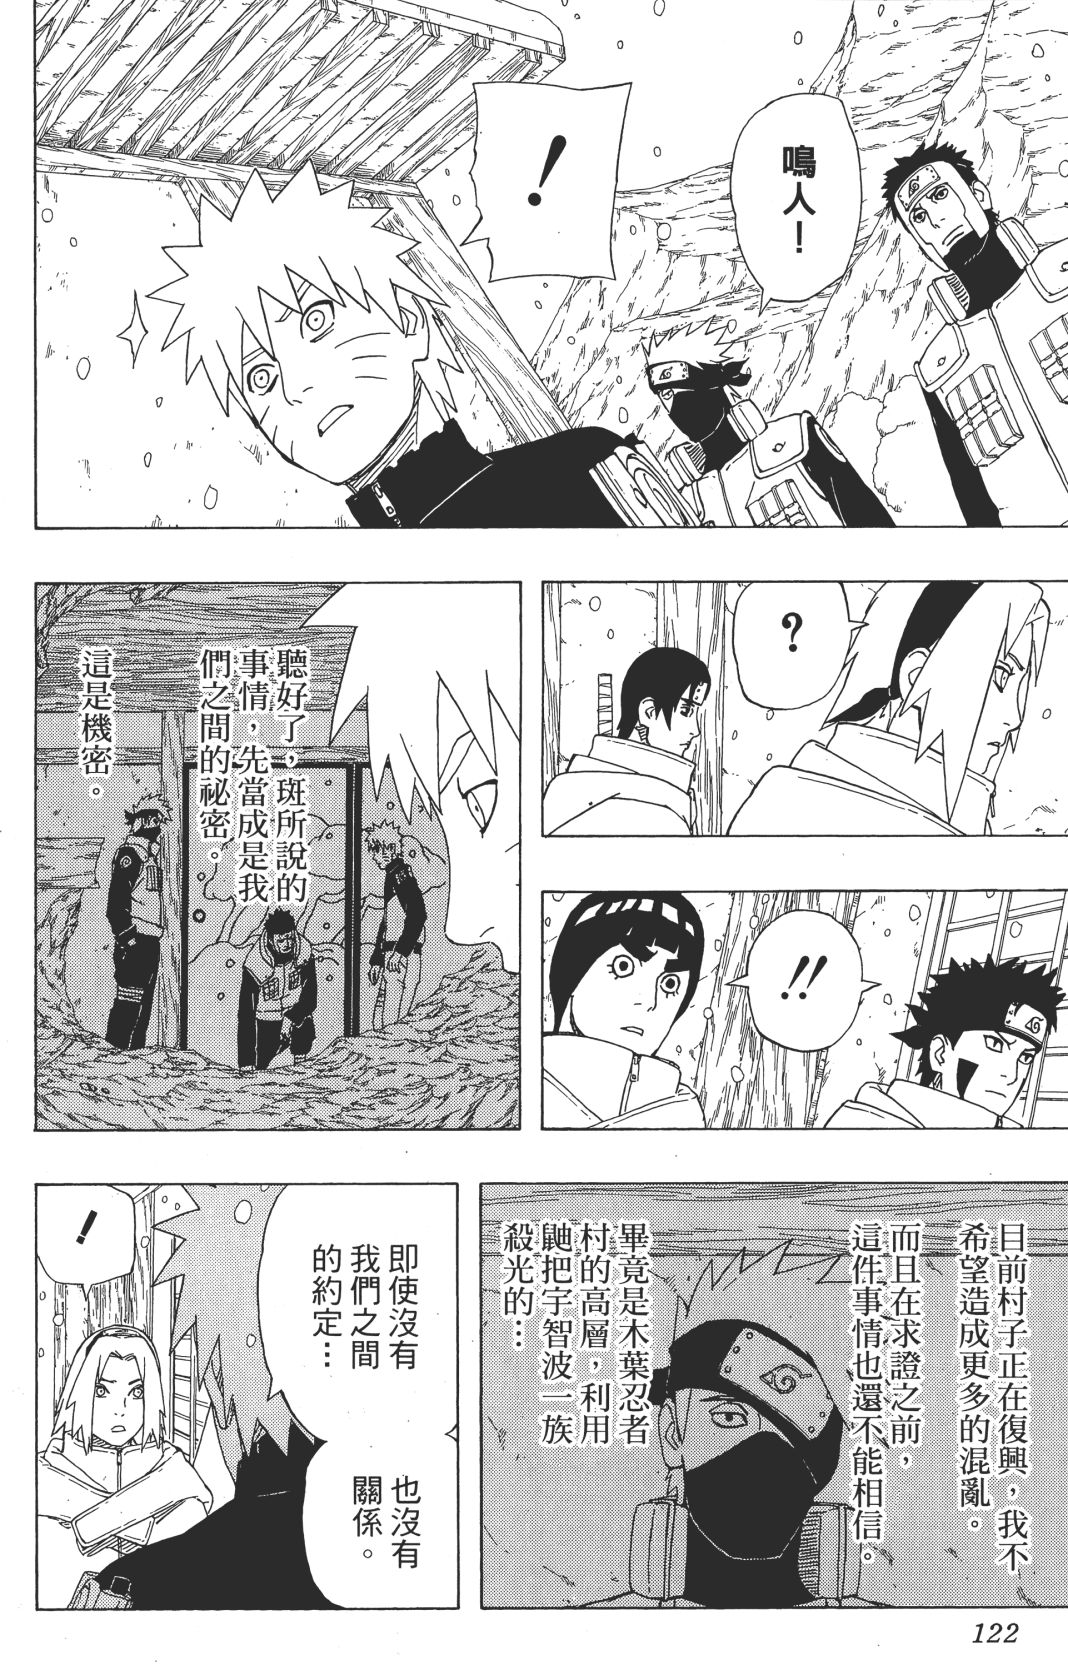 鳴人！
！
？
！！
聽好了，斑所說的
事情，先當成是我
們之間的祕密。
這是機密。
目前村子正在復興，我不
希望造成更多的混亂。
而且在求證之前，
這件事情也還不能相信。
畢竟是木葉忍者
村的高層，利用
鼬把宇智波一族
殺光的…
即使沒有
我們之間
的約定…
也沒有
關係。
！
122